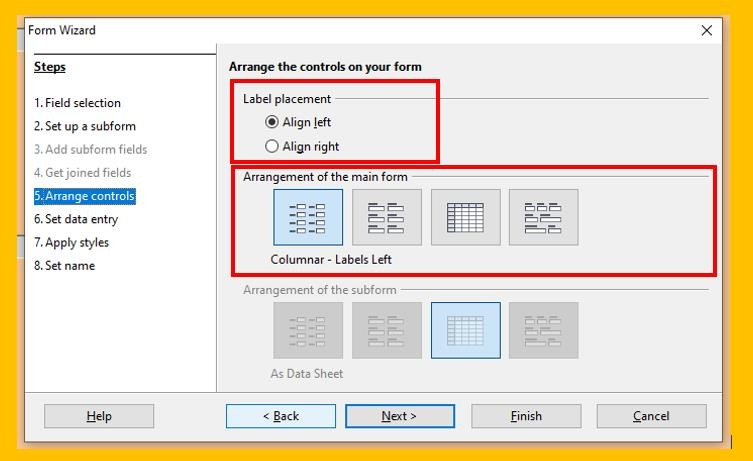 Form Wizard
Steps
1. Field selection
2. Set up a subform
3. Add subform fields
4. Get joined fields
5. Arrange controls
6. Set data entry
7. Apply styles
8. Set name
Arrange the controls on your form
Label placement
Align left
Align right
Arrangement of the main form
Columnar - Labels Left
Arrangement of the subform
As Data Sheet
Help
< Back
Next >
Finish
Cancel